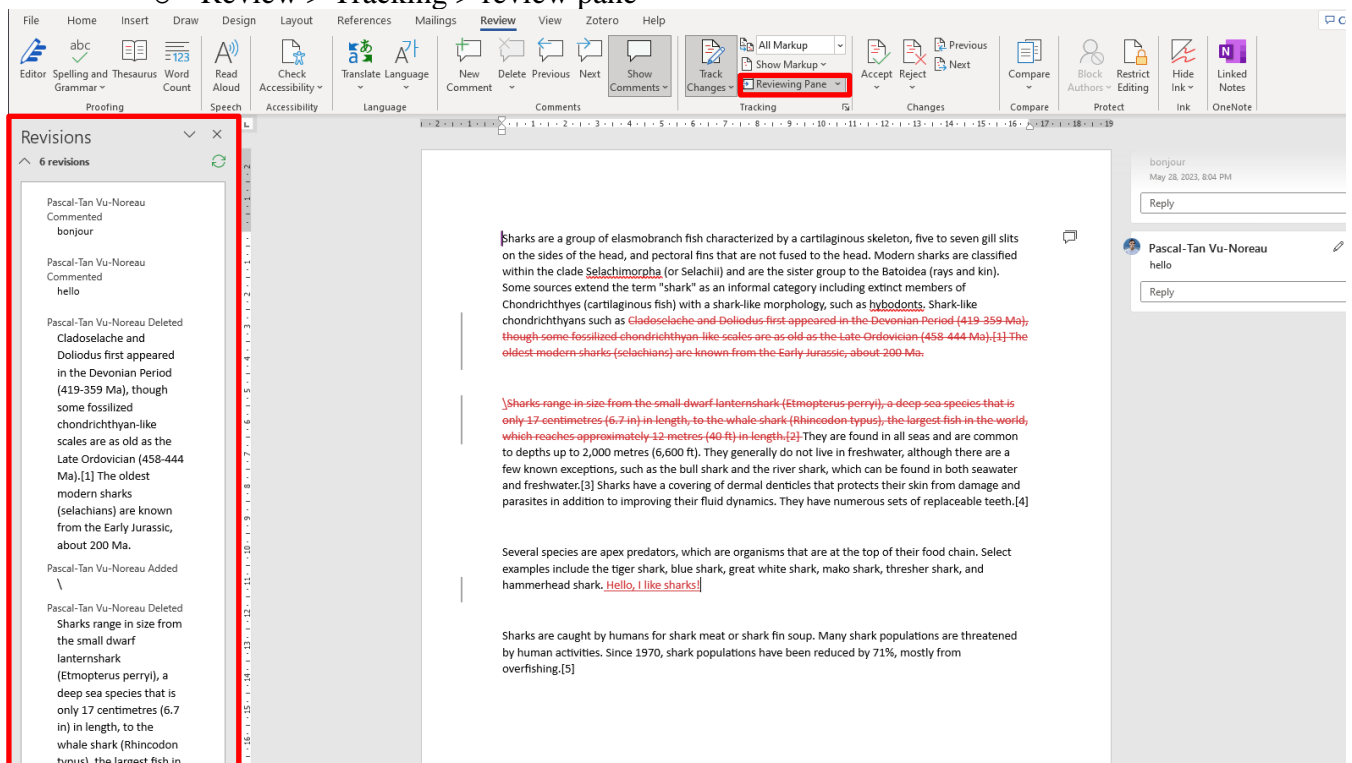 Review > Tracking > review pane
File Home Insert Draw Design Layout References Mailings Review View Zotero Help
Editor
Spelling and Grammar
Thesaurus
Word Count
Read Aloud
Check Accessibility
Translate
Language
New Comment
Delete
Previous
Next
Show Comments
Track Changes
All Markup
Show Markup
Reviewing Pane
Accept
Reject
Previous
Next
Compare
Block Authors
Restrict Editing
Hide Ink
Linked Notes
Proofing Speech Accessibility Language Comments Tracking Changes Compare Protect Ink OneNote
Revisions
6 revisions
Pascal-Tan Vu-Noreau
Commented
bonjour
Pascal-Tan Vu-Noreau
Commented
hello
Pascal-Tan Vu-Noreau Deleted
Cladoselache and
Doliodus first appeared
in the Devonian Period
(419-359 Ma), though
some fossilized
chondrichthyan-like
scales are as old as the
Late Ordovician (458-444
Ma).[1] The oldest
modern sharks
(selachians) are known
from the Early Jurassic,
about 200 Ma.
Pascal-Tan Vu-Noreau Added
\
Pascal-Tan Vu-Noreau Deleted
Sharks range in size from
the small dwarf
lanternshark
(Etmopterus perryi), a
deep sea species that is
only 17 centimetres (6.7
in) in length, to the
whale shark (Rhincodon
typus), the largest fish in
Sharks are a group of elasmobranch fish characterized by a cartilaginous skeleton, five to seven gill slits
on the sides of the head, and pectoral fins that are not fused to the head. Modern sharks are classified
within the clade Selachimorpha (or Selachii) and are the sister group to the Batoidea (rays and kin).
Some sources extend the term "shark" as an informal category including extinct members of
Chondrichthyes (cartilaginous fish) with a shark-like morphology, such as hybodonts. Shark-like
chondrichthyans such as Cladoselache and Doliodus first appeared in the Devonian Period (419-359 Ma),
though some fossilized chondrichthyan-like scales are as old as the Late Ordovician (458-444 Ma).[1] The
oldest modern sharks (selachians) are known from the Early Jurassic, about 200 Ma.
\Sharks range in size from the small dwarf lanternshark (Etmopterus perryi), a deep sea species that is
only 17 centimetres (6.7 in) in length, to the whale shark (Rhincodon typus), the largest fish in the world,
which reaches approximately 12 metres (40 ft) in length.[2] They are found in all seas and are common
to depths up to 2,000 metres (6,600 ft). They generally do not live in freshwater, although there are a
few known exceptions, such as the bull shark and the river shark, which can be found in both seawater
and freshwater.[3] Sharks have a covering of dermal denticles that protects their skin from damage and
parasites in addition to improving their fluid dynamics. They have numerous sets of replaceable teeth.[4]
Several species are apex predators, which are organisms that are at the top of their food chain. Select
examples include the tiger shark, blue shark, great white shark, mako shark, thresher shark, and
hammerhead shark. Hello, I like sharks!
Sharks are caught by humans for shark meat or shark fin soup. Many shark populations are threatened
by human activities. Since 1970, shark populations have been reduced by 71%, mostly from
overfishing.[5]
bonjour
May 28, 2023, 8:04 PM
Reply
Pascal-Tan Vu-Noreau
hello
Reply